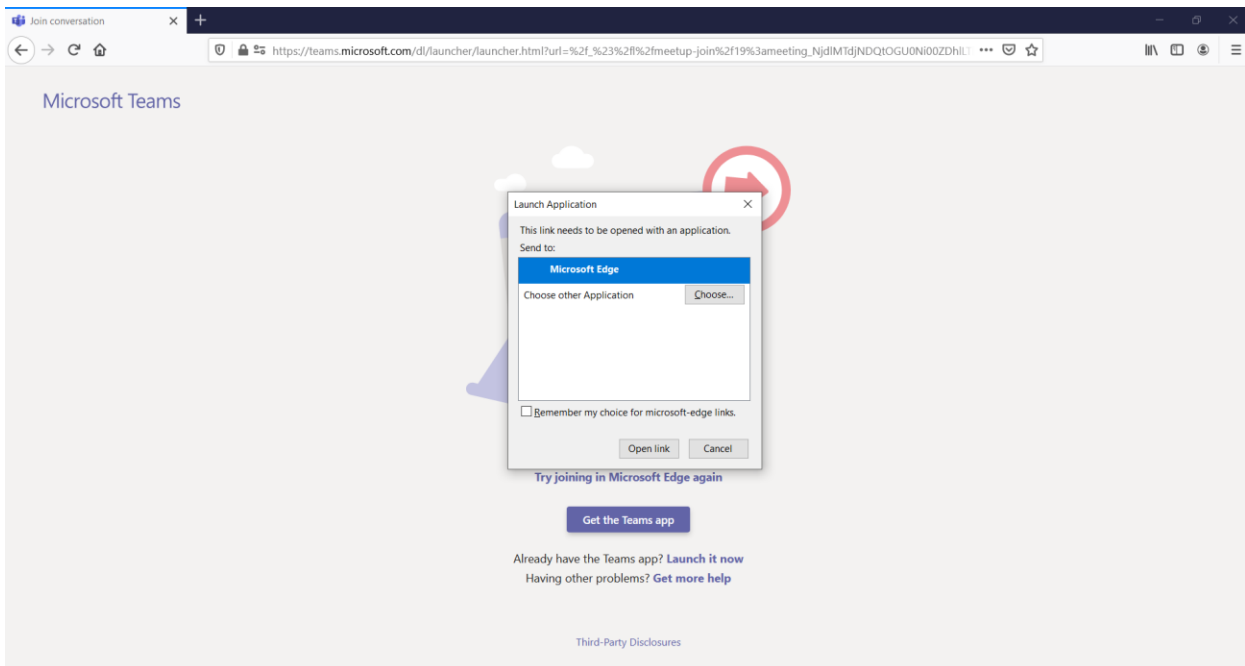 Join conversation
https://teams.microsoft.com/dl/launcher/launcher.html?url=%2f_%23%2fl%2fmeetup-join%2f19%3ameeting_NjdlMTdjNDQtOGU0Ni00ZDhlLT
Microsoft Teams
Launch Application
This link needs to be opened with an application.
Send to:
Microsoft Edge
Choose other Application Choose...
Remember my choice for microsoft-edge links.
Open link Cancel
Try joining in Microsoft Edge again
Get the Teams app
Already have the Teams app? Launch it now
Having other problems? Get more help
Third-Party Disclosures